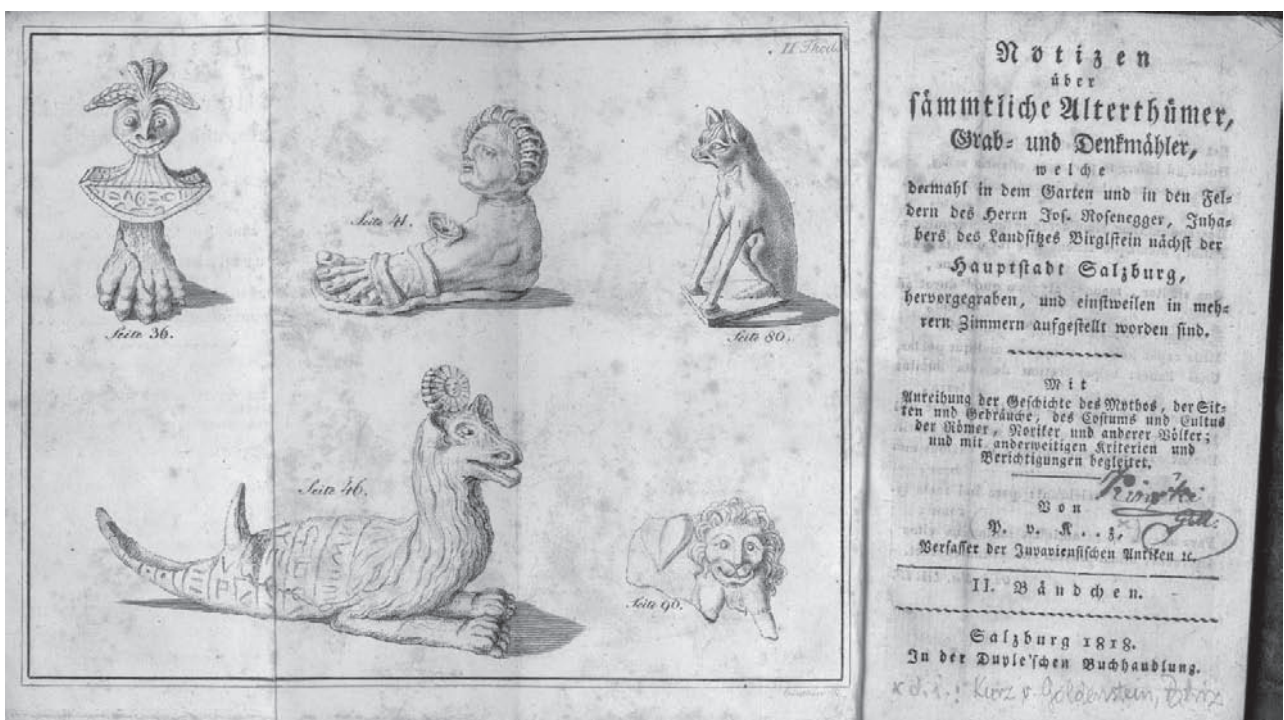 II Theil
ΞΛΘΞCΠ
Seite 36.
Seite 41.
Seite 80.
Seite 46.
Seite 90.
Notizen
über
sämmtliche Alterthümer,
Grab- und Denkmähler,
welche
dermahl in dem Garten und in den Fel-
dern des Herrn Jos. Rosenegger, Inha-
bers des Landsitzes Birglstein nächst der
Hauptstadt Salzburg,
hervorgegraben, und einstweilen in meh-
rern Zimmern aufgestellt worden sind.
Mit
Anreihung der Geschichte des Mythos, der Sit-
ten und Gebräuche, des Costums und Cultus
der Römer, Noriker und anderer Völker;
und mit anderweitigen Kriterien und
Berichtigungen begleitet.
Von
P. v. K..z,
Verfasser der Juvaviensischen Antiken ec.
II. Bändchen.
Salzburg 1818.
In der Duyle'schen Buchhandlung.
x d. i.: Kurz v. Goldenstein,